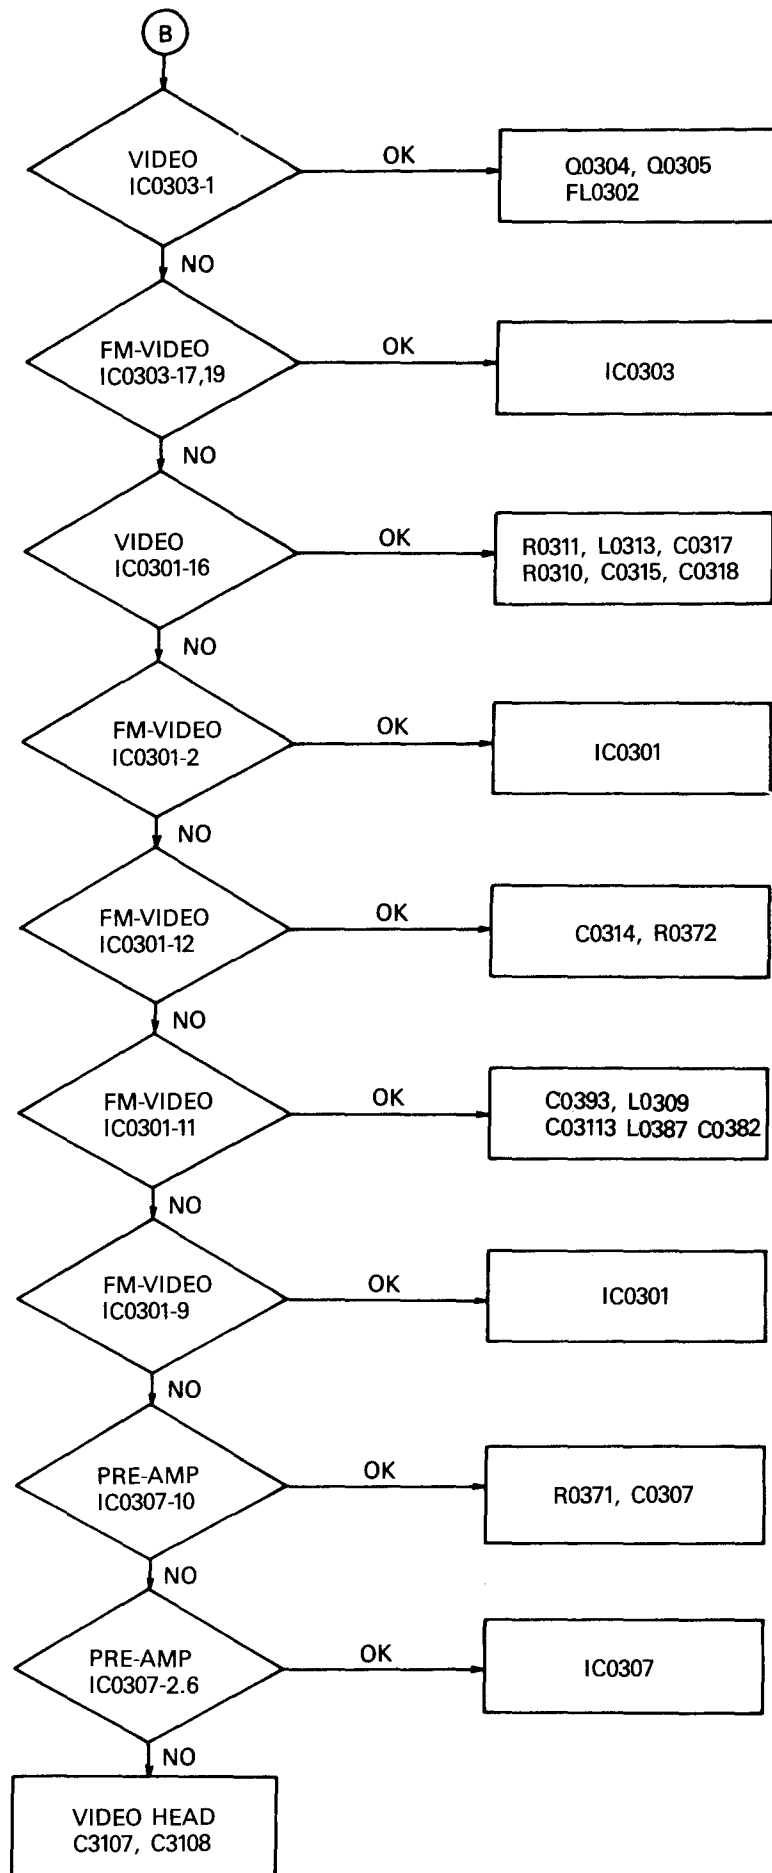 B
VIDEO
IC0303-1
OK
Q0304, Q0305
FL0302
NO
FM-VIDEO
IC0303-17,19
OK
IC0303
NO
VIDEO
IC0301-16
OK
R0311, L0313, C0317
R0310, C0315, C0318
NO
FM-VIDEO
IC0301-2
OK
IC0301
NO
FM-VIDEO
IC0301-12
OK
C0314, R0372
NO
FM-VIDEO
IC0301-11
OK
C0393, L0309
C03113 L0387 C0382
NO
FM-VIDEO
IC0301-9
OK
IC0301
NO
PRE-AMP
IC0307-10
OK
R0371, C0307
NO
PRE-AMP
IC0307-2.6
OK
IC0307
NO
VIDEO HEAD
C3107, C3108